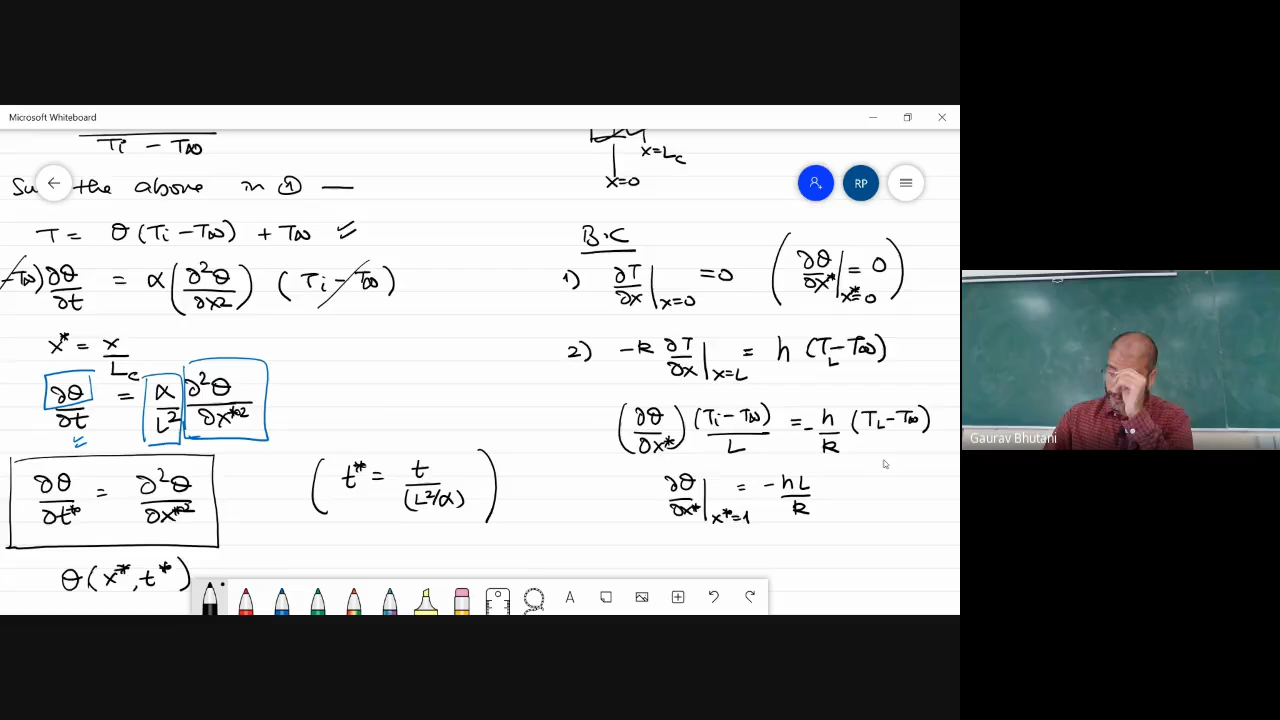 Microsoft Whiteboard
Ti - T∞
x=Lc
x=0
the above in ① —
RP
T = θ (Ti - T∞) + T∞ ✓
B.C
- T∞) ∂θ/∂t = α (∂²θ/∂x²) (Ti - T∞)
1) ∂T/∂x |x=0 = 0 (∂θ/∂x* |x*=0 = 0)
x* = x/Lc
2) -k ∂T/∂x |x=L = h (TL - T∞)
∂θ/∂t = α/L² ∂²θ/∂x*²
(∂θ/∂x*) (Ti - T∞)/L = - h/k (TL - T∞)
∂θ/∂t* = ∂²θ/∂x*² (t* = t/(L²/α))
∂θ/∂x* |x*=1 = - hL/k
θ(x*, t*)
A
Gaurav Bhutani